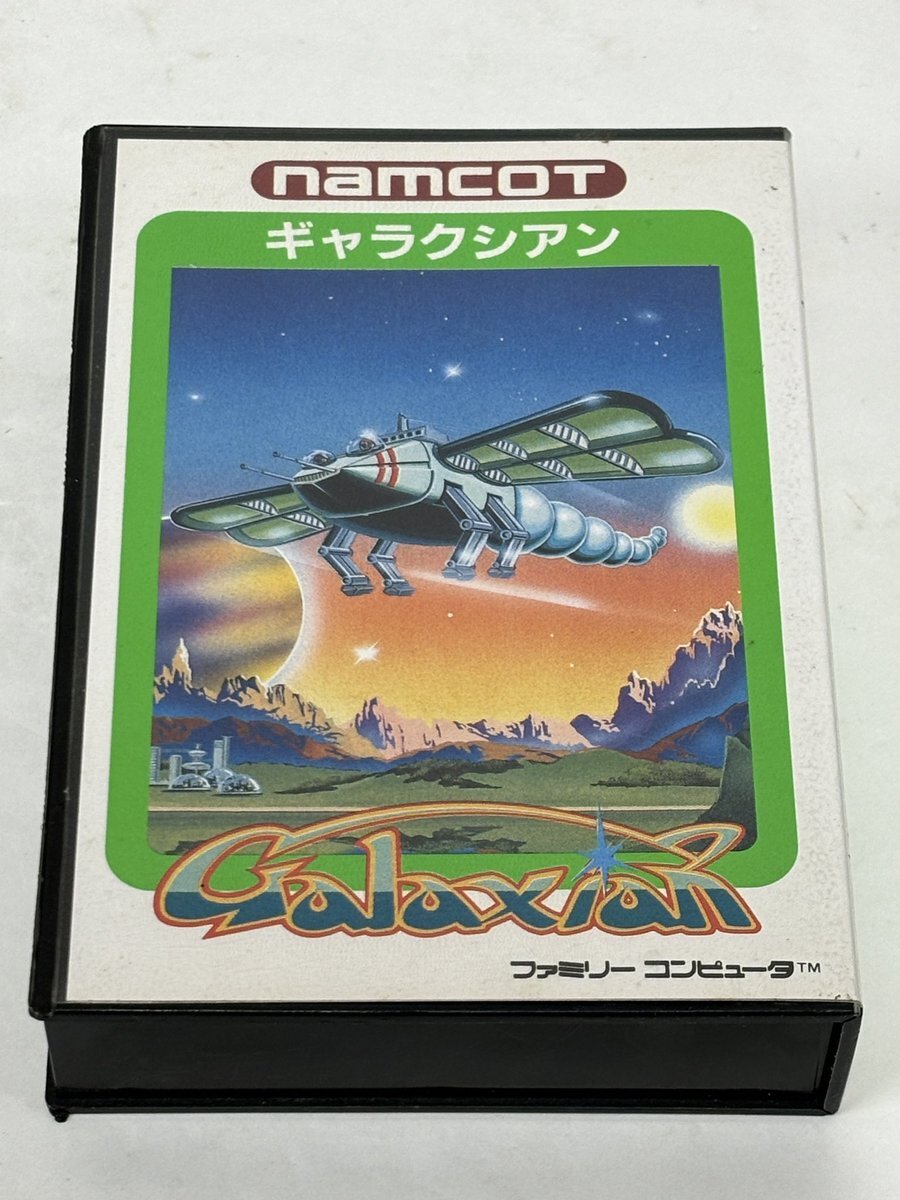 namcot
ギャラクシアン
Galaxian
ファミリー コンピュータ™